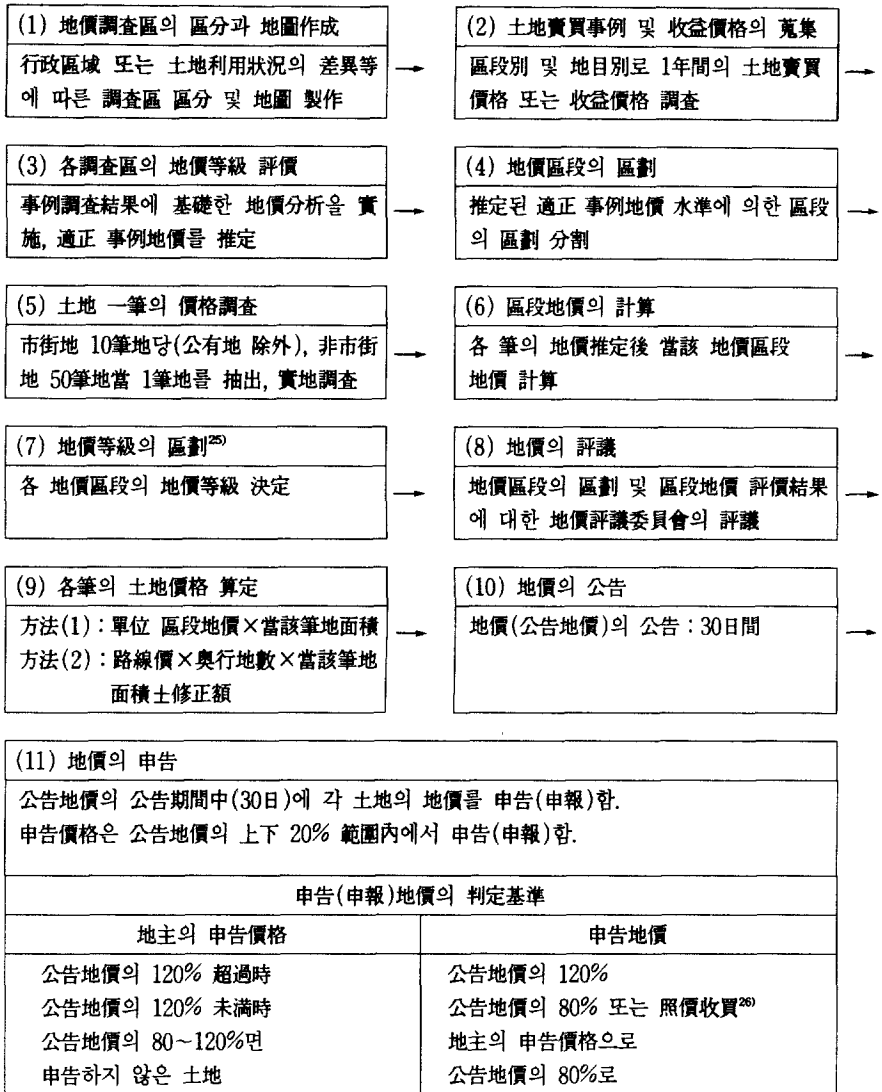 (1) 地價調査區의 區分과 地圖作成
行政區域 또는 土地利用狀況의 差異等
에 따른 調査區 區分 및 地圖 製作
(2) 土地賣買事例 및 收益價格의 蒐集
區段別 및 地目別로 1年間의 土地賣買
價格 또는 收益價格 調査
(3) 各調査區의 地價等級 評價
事例調査結果에 基礎한 地價分析을 實
施, 適正 事例地價를 推定
(4) 地價區段의 區劃
推定된 適正 事例地價 水準에 의한 區段
의 區劃 分割
(5) 土地 一筆의 價格調査
市街地 10筆地당(公有地 除外), 非市街
地 50筆地當 1筆地를 抽出, 實地調査
(6) 區段地價의 計算
各 筆의 地價推定後 當該 地價區段
地價 計算
(7) 地價等級의 區劃25)
各 地價區段의 地價等級 決定
(8) 地價의 評議
地價區段의 區劃 및 區段地價 評價結果
에 대한 地價評議委員會의 評議
(9) 各筆의 土地價格 算定
方法(1) : 單位 區段地價×當該筆地面積
方法(2) : 路線價×奧行地數×當該筆地
面積±修正額
(10) 地價의 公告
地價(公告地價)의 公告 : 30日間
(11) 地價의 申告
公告地價의 公告期間中(30日)에 각 土地의 地價를 申告(申報)함.
申告價格은 公告地價의 上下 20% 範圍內에서 申告(申報)함.
申告(申報)地價의 判定基準
地主의 申告價格
申告地價
公告地價의 120% 超過時
公告地價의 120%
公告地價의 120% 未満時
公告地價의 80% 또는 照價收買26)
公告地價의 80~120%면
地主의 申告價格으로
申告하지 않은 土地
公告地價의 80%로